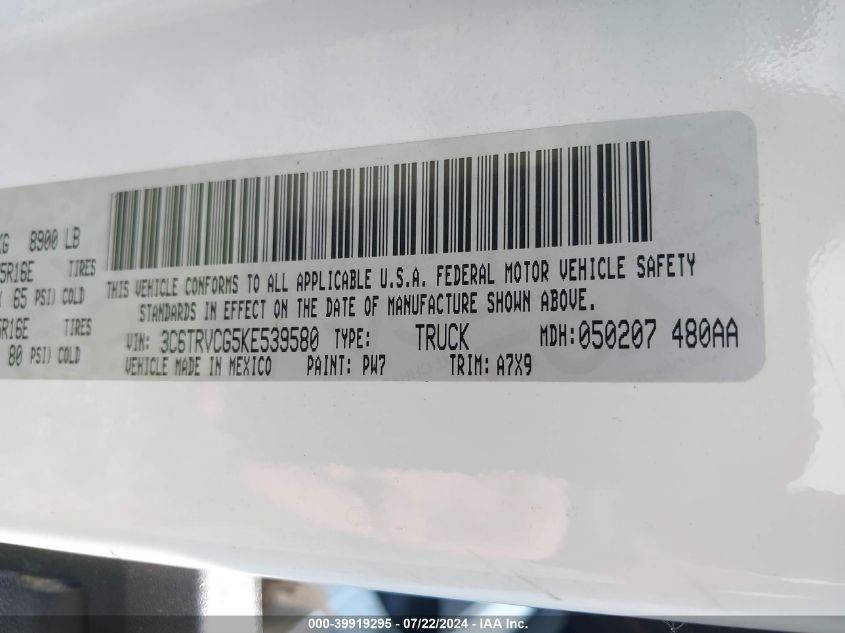 KG 8900 LB
5R16E TIRES
65 PSI) COLD
5R16E TIRES
80 PSI) COLD
THIS VEHICLE CONFORMS TO ALL APPLICABLE U.S.A. FEDERAL MOTOR VEHICLE SAFETY
STANDARDS IN EFFECT ON THE DATE OF MANUFACTURE SHOWN ABOVE.
VIN: 3C6TRVCG5KE539580 TYPE: TRUCK MDH:050207 480AA
VEHICLE MADE IN MEXICO PAINT: PW7 TRIM: A7X9
000-39919295 - 07/22/2024 - IAA Inc.